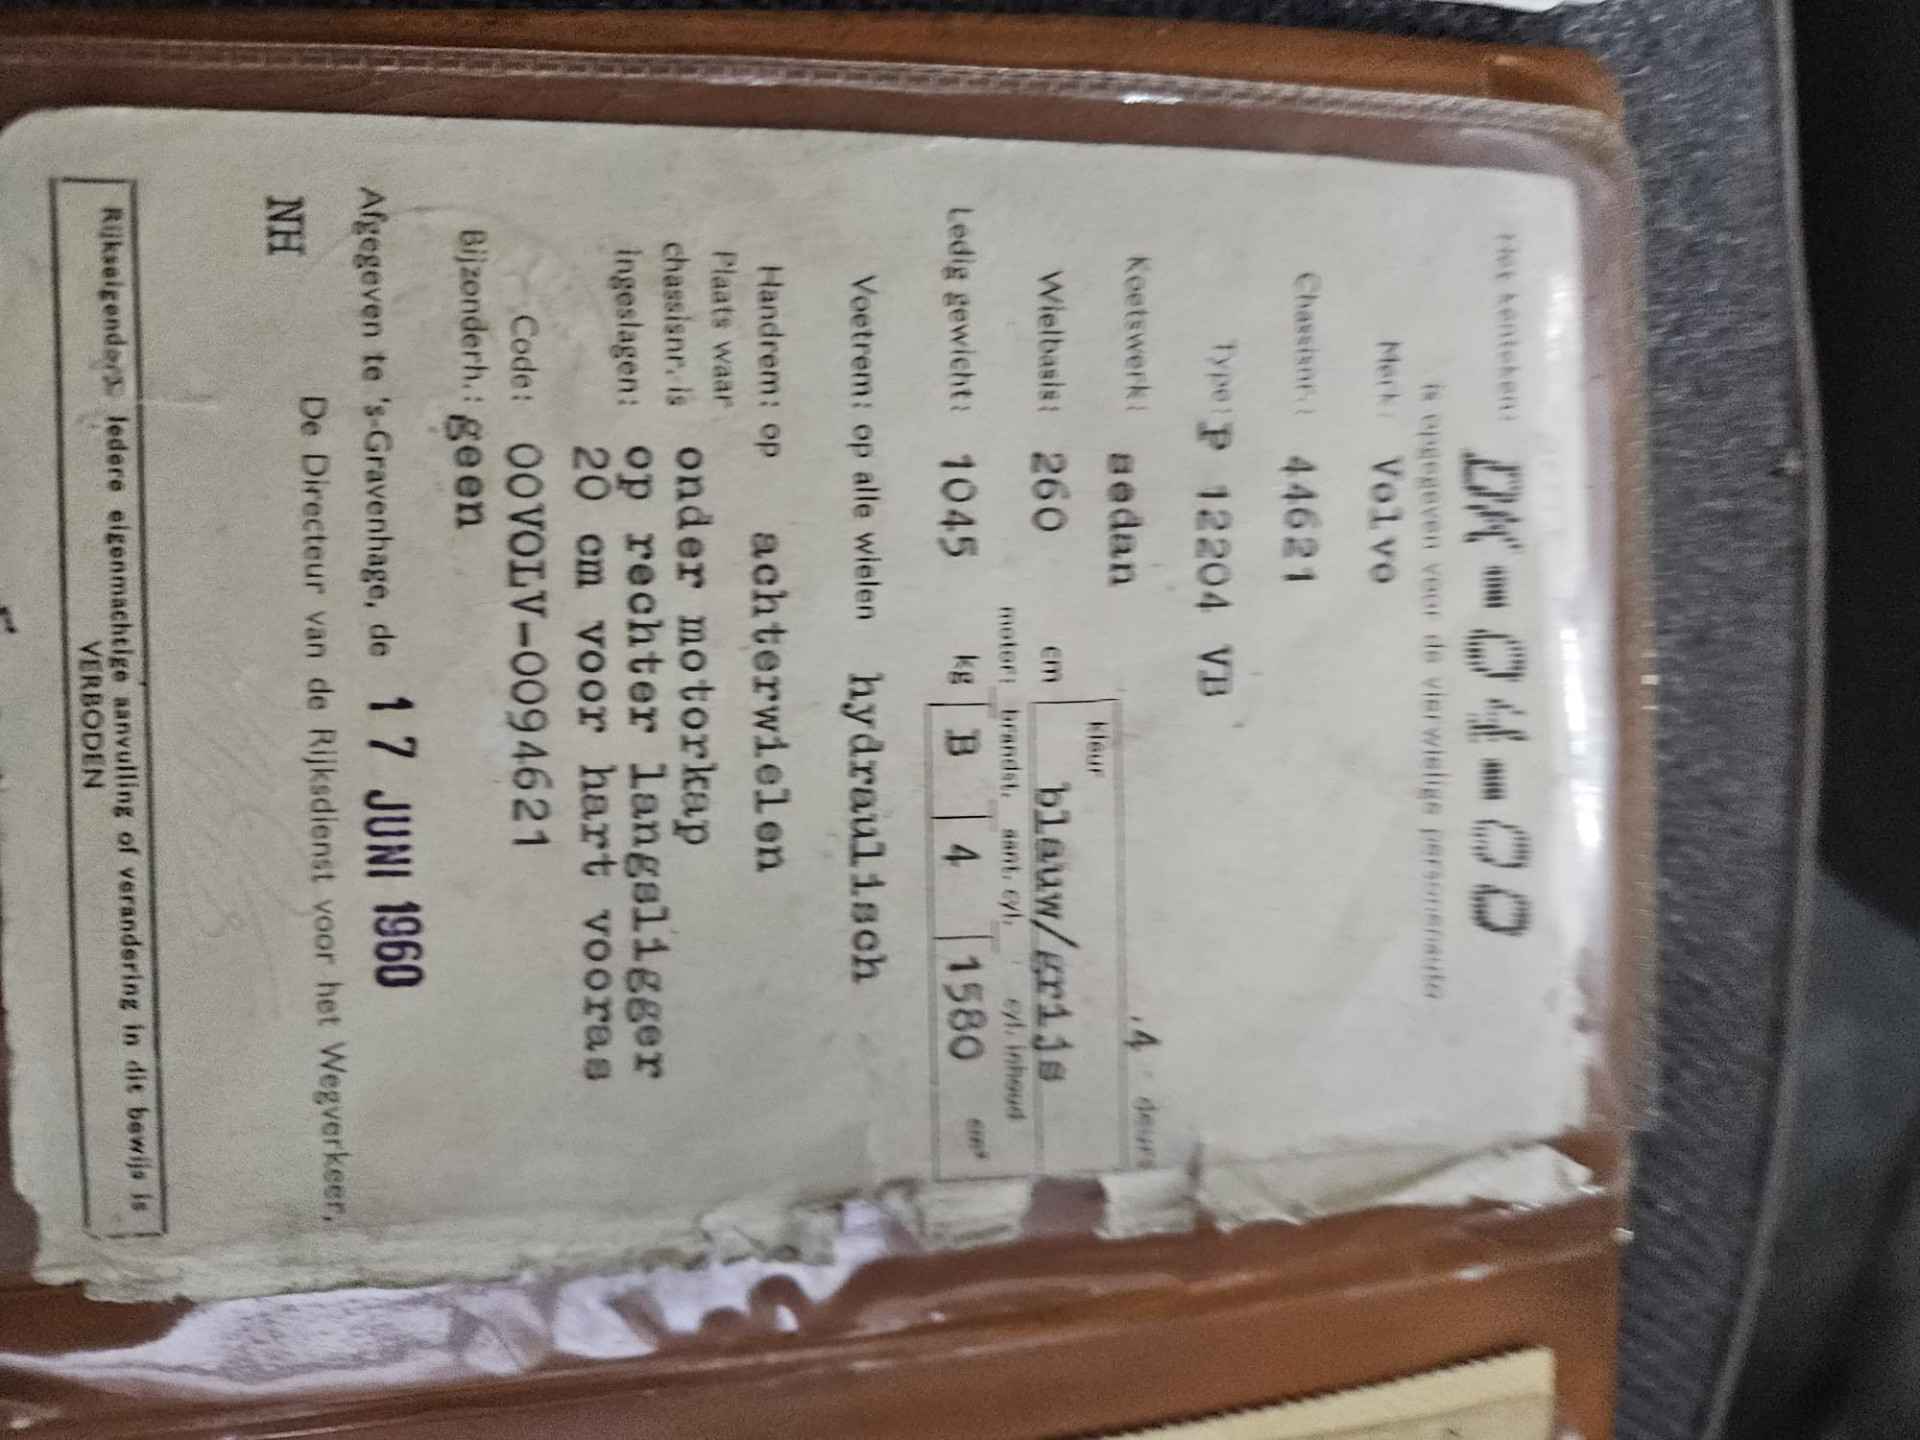 Het kenteken: DK-04-00
is opgegeven voor de vierwielige personenauto
Merk: Volvo
Chassisnr.: 44621
Type: P 12204 VB
Koetswerk: sedan 4 deurs
kleur
Wielbasis: 260 cm blauw/grijs
motor: brandst. aant. cyl. cyl. inhoud
Ledig gewicht: 1045 kg B 4 1580 cm³
Voetrem: op alle wielen hydraulisch
Handrem: op achterwielen
Plaats waar onder motorkap
chassisnr. is op rechter langsligger
ingeslagen: 20 cm voor hart vooras
Code: 00VOLV-0094621
Bijzonderh.: geen
Afgegeven te 's-Gravenhage, de 17 JUNI 1960
De Directeur van de Rijksdienst voor het Wegverkeer,
NH
Rijkseigendom. Iedere eigenmachtige aanvulling of verandering in dit bewijs is
VERBODEN